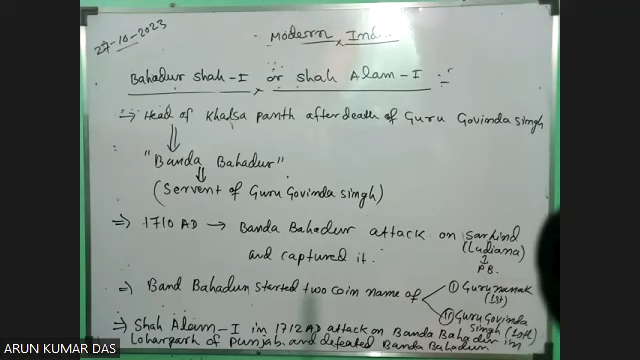 27-10-2023
Modern Ind
Bahadur Shah-I or Shah Alam-I :-
⇒ Head of Khalsa panth after death of Guru Govinda Singh
"Banda Bahadur"
(Servent of Guru Govinda Singh)
⇒ 1710 AD → Banda Bahadur attack on Sarhind
and captured it. (Ludiana)
P.B.
⇒ Band Bahadur started two coin name of
(i) Guru nanak
(1st)
(ii) Guru Govinda
Singh (10th)
⇒ Shah Alam-I in 1712 AD attack on Banda Bahadur in
Lohargarh of Punjab and defeated Banda Bahadur
ARUN KUMAR DAS